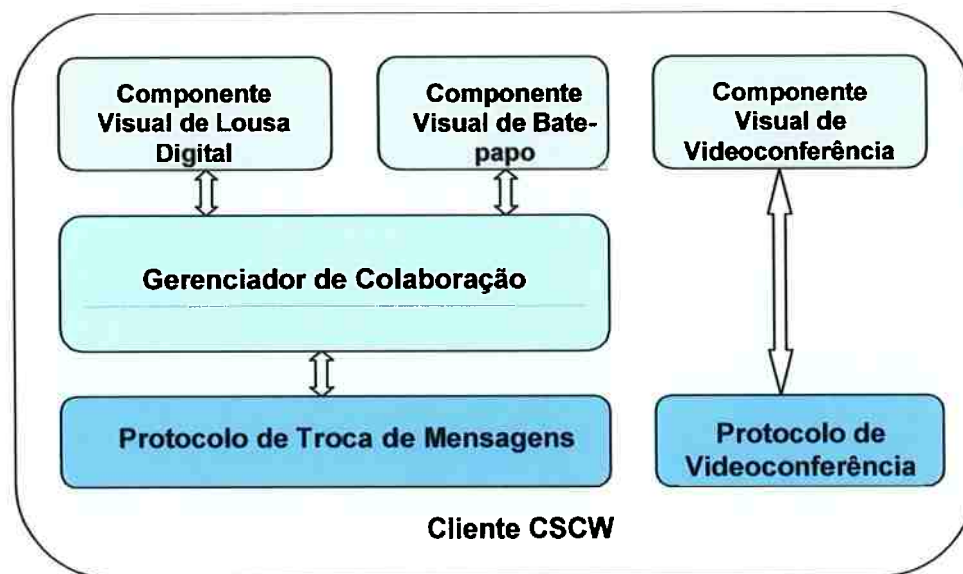 Componente
Visual de Lousa
Digital
Componente
Visual de Bate-
papo
Componente
Visual de
Videoconferência
Gerenciador de Colaboração
Protocolo de Troca de Mensagens
Protocolo de
Videoconferência
Cliente CSCW